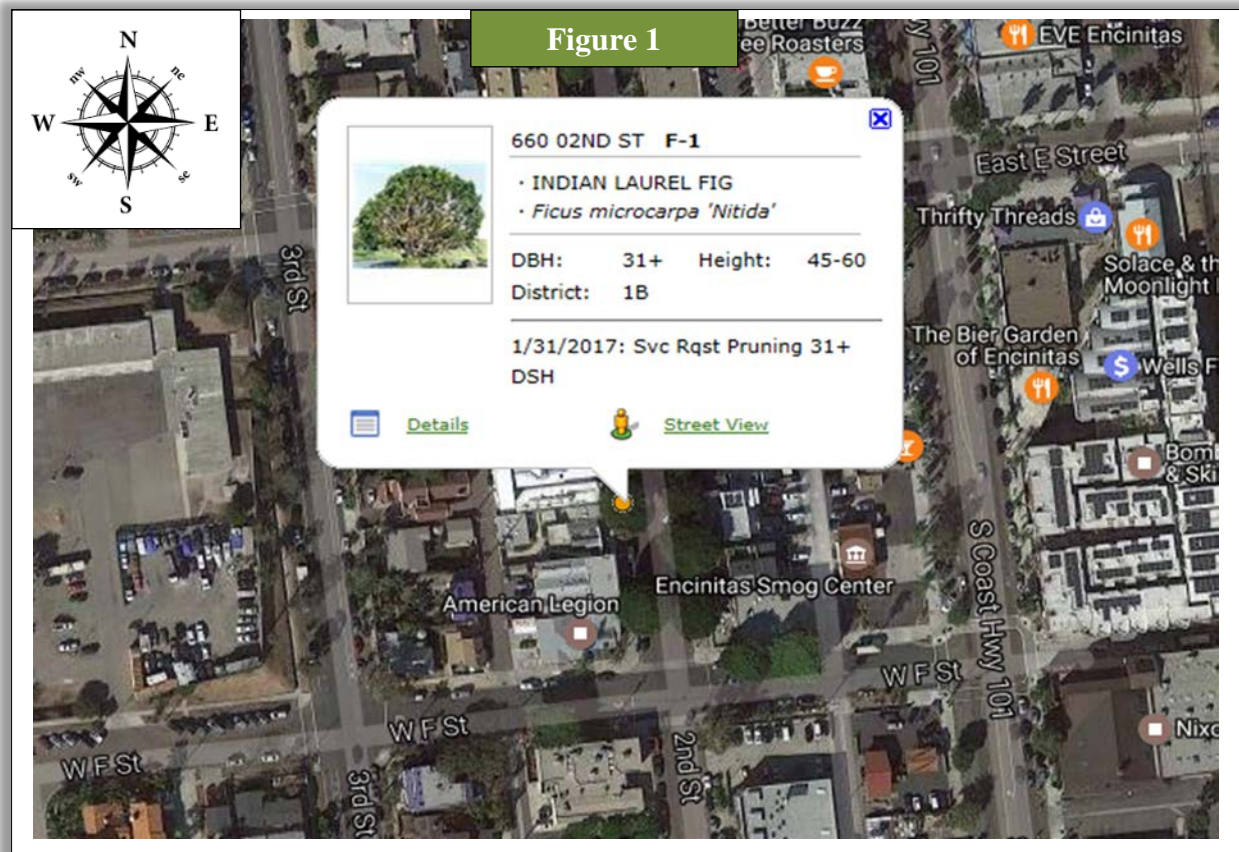 Figure 1
N
nw
ne
W
E
sw
se
S
Better Buzz
ee Roasters
y 101
EVE Encinitas
East E Street
Thrifty Threads
Solace & th
Moonlight
The Bier Garden
of Encinitas
Wells F
3rd St
660 02ND ST F-1
· INDIAN LAUREL FIG
· Ficus microcarpa 'Nitida'
DBH: 31+ Height: 45-60
District: 1B
1/31/2017: Svc Rqst Pruning 31+
DSH
Details
Street View
Bomb
& Ski
S Coast Hwy 101
American Legion
Encinitas Smog Center
W F St
W F St
W F St
Nixo
3rd St
2nd St